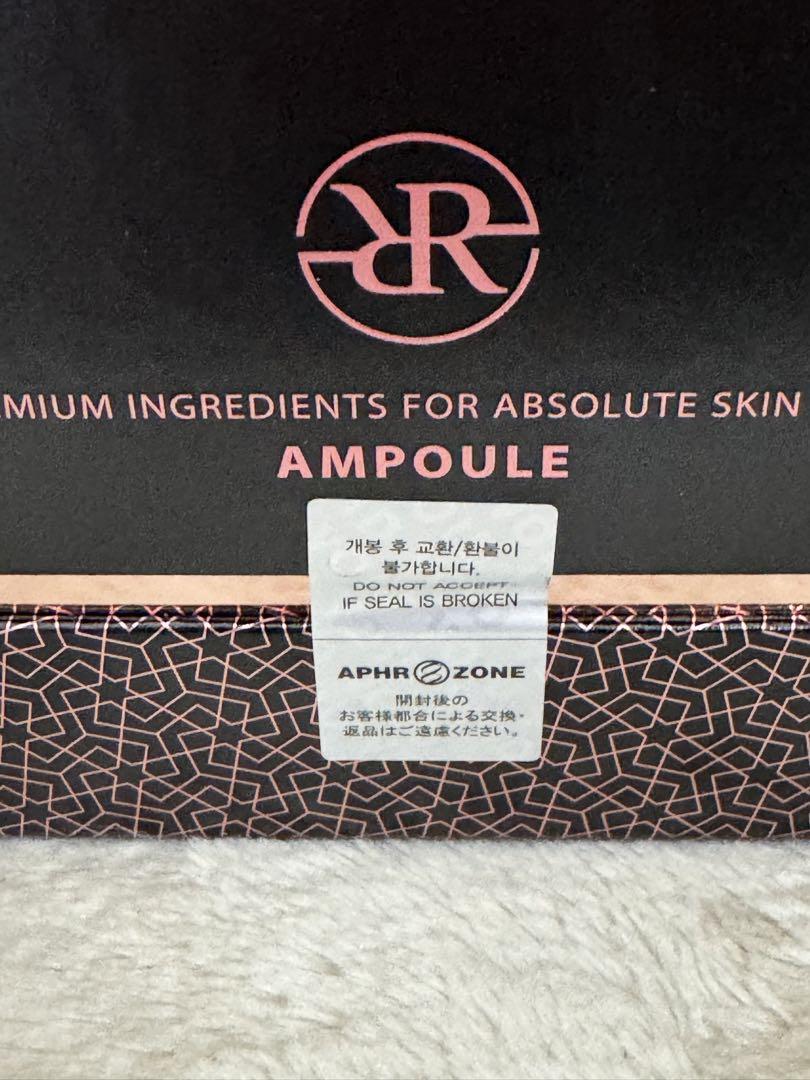 RR
MIUM INGREDIENTS FOR ABSOLUTE SKIN
AMPOULE
개봉 후 교환/환불이
불가합니다.
DO NOT ACCEPT
IF SEAL IS BROKEN
APHROZONE
開封後の
お客様都合による交換・
返品はご遠慮ください。